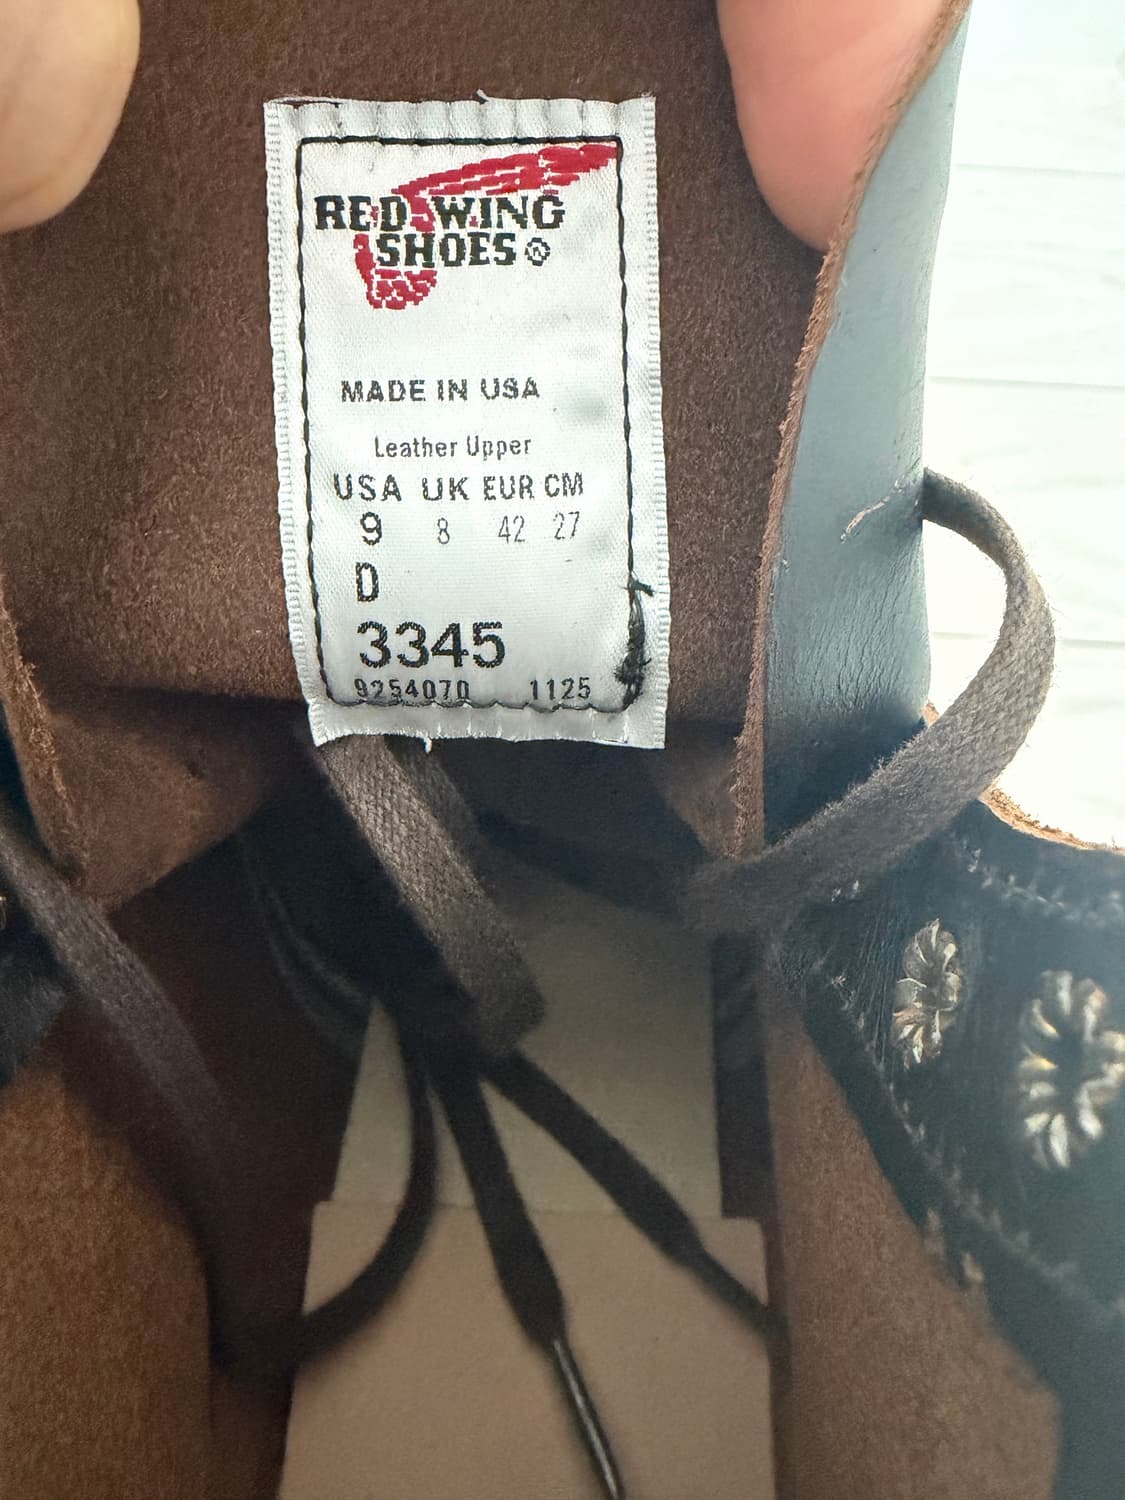 RED WING
SHOES®
MADE IN USA
Leather Upper
USA UK EUR CM
9 8 42 27
D
3345
9254070 1125